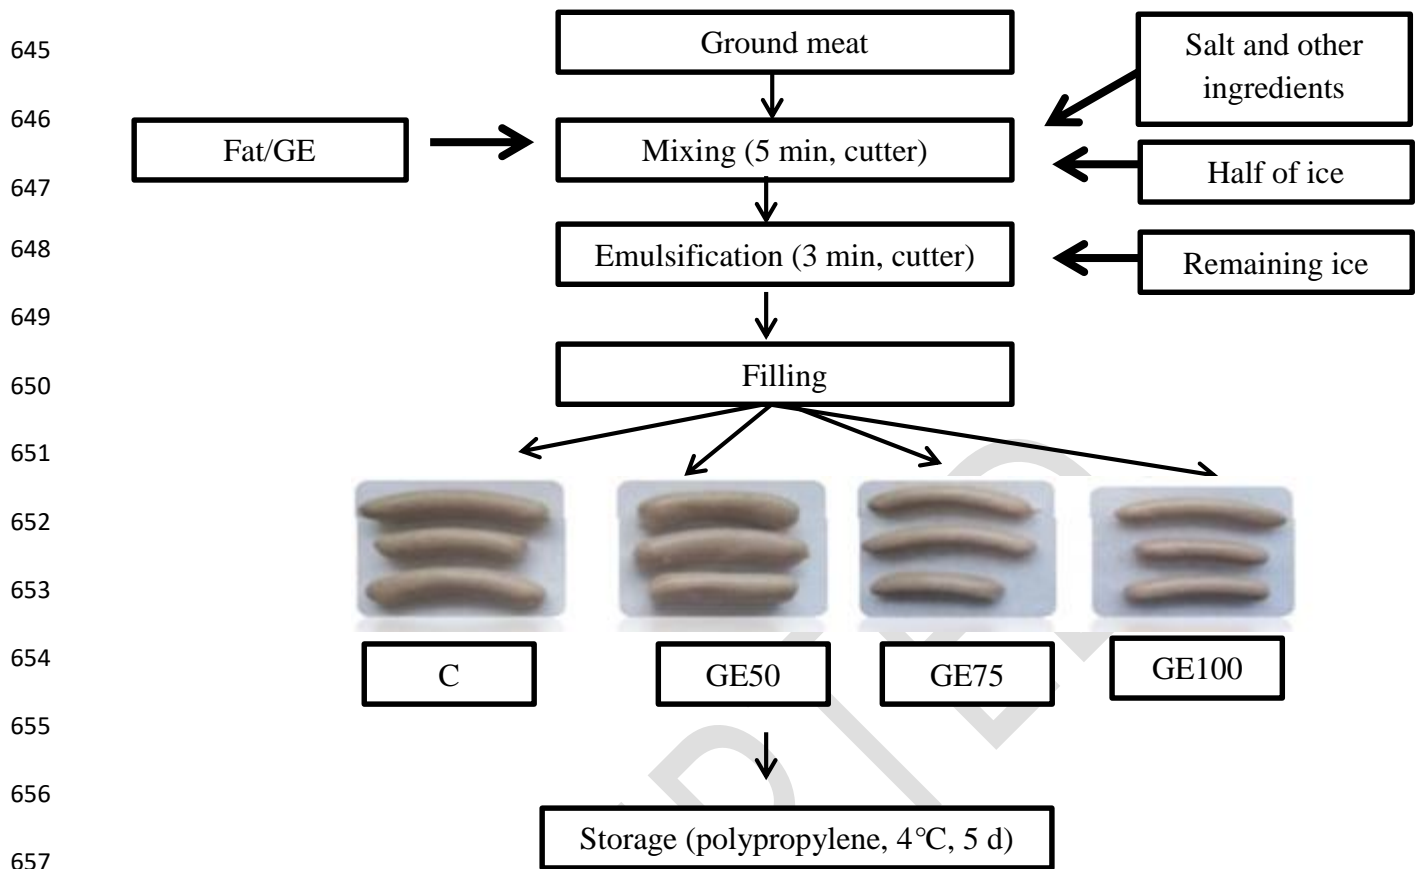 645
Ground meat
Salt and other
ingredients
646
Fat/GE
Mixing (5 min, cutter)
Half of ice
647
648
Emulsification (3 min, cutter)
Remaining ice
649
Filling
650
651
652
653
654
C
GE50
GE75
GE100
655
656
Storage (polypropylene, 4°C, 5 d)
657